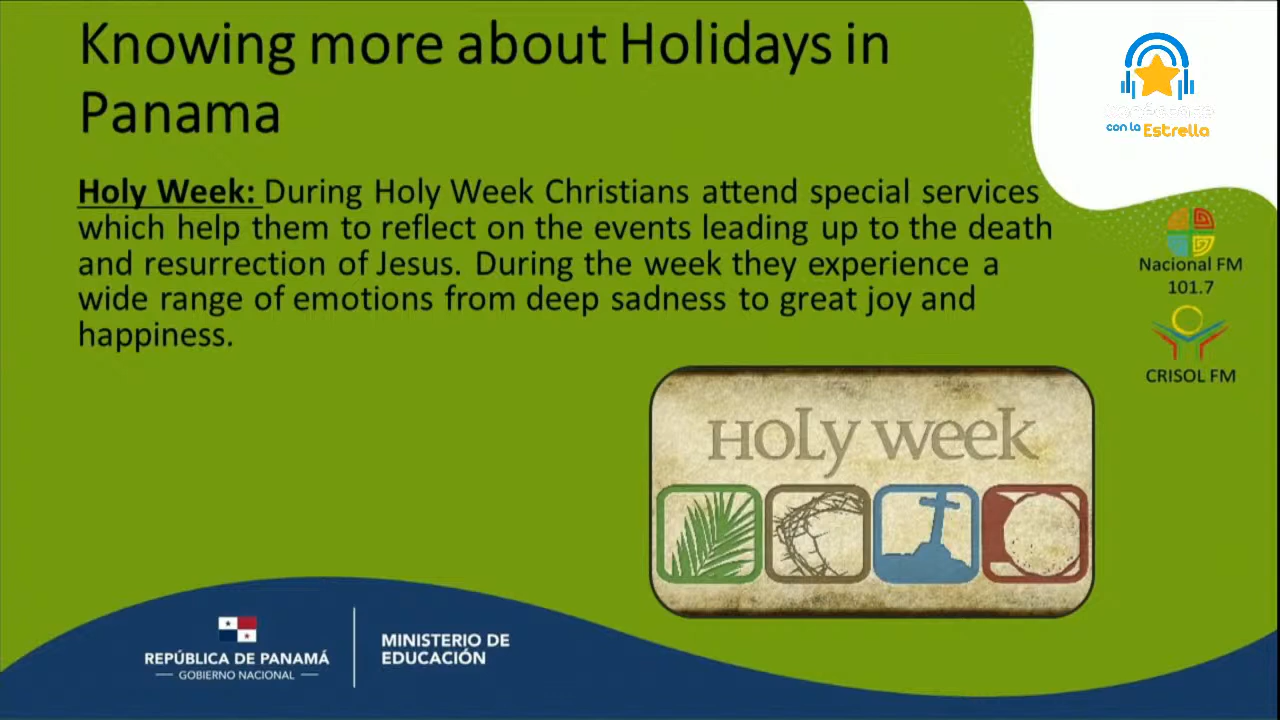 Knowing more about Holidays in
Panama
Holy Week: During Holy Week Christians attend special services
which help them to reflect on the events leading up to the death
and resurrection of Jesus. During the week they experience a
wide range of emotions from deep sadness to great joy and
happiness.
con la Estrella
Nacional FM
101.7
CRISOL FM
HOLY week
REPÚBLICA DE PANAMÁ
GOBIERNO NACIONAL
MINISTERIO DE
EDUCACIÓN